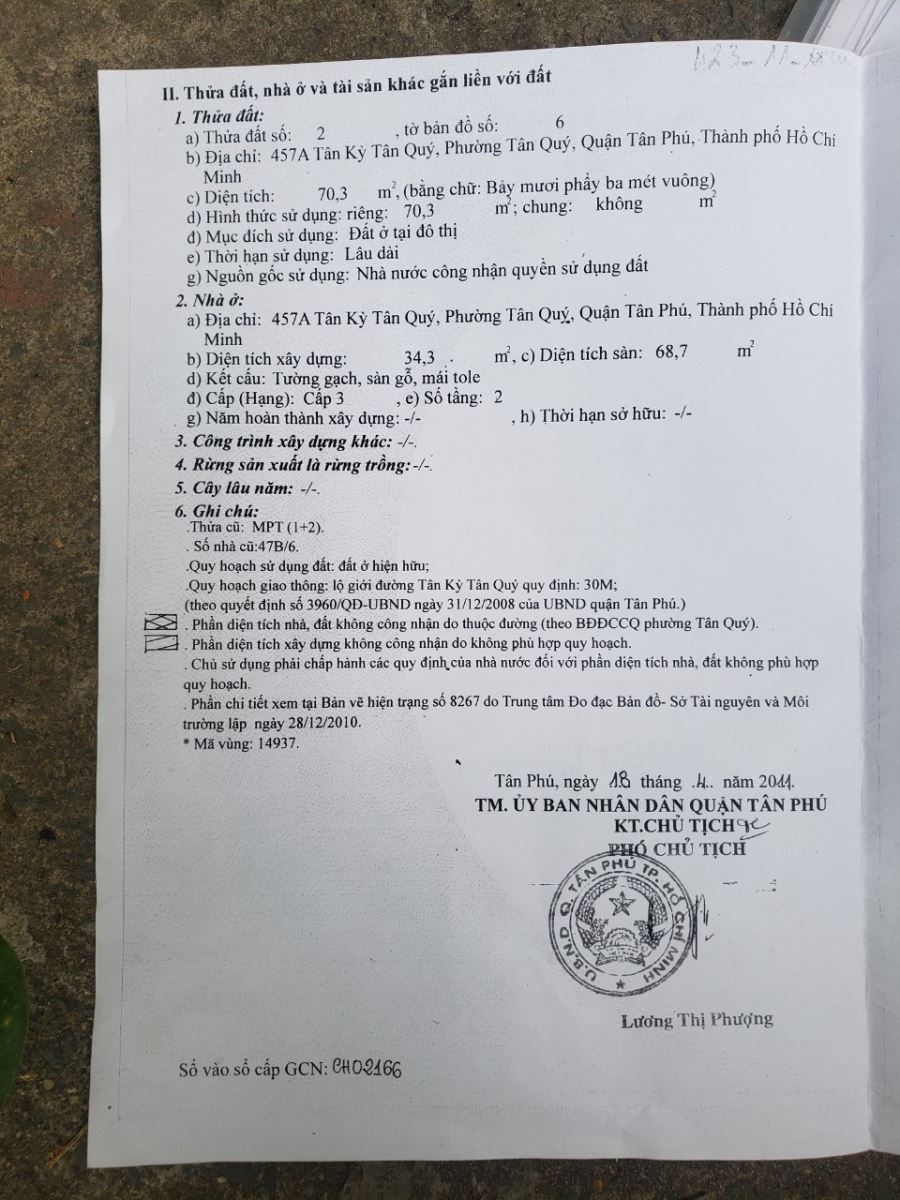 II. Thửa đất, nhà ở và tài sản khác gắn liền với đất
1. Thửa đất:
a) Thửa đất số: 2 , tờ bản đồ số: 6
b) Địa chỉ: 457A Tân Kỳ Tân Quý, Phường Tân Quý, Quận Tân Phú, Thành phố Hồ Chí
Minh
c) Diện tích: 70,3 m², (bằng chữ: Bảy mươi phẩy ba mét vuông)
d) Hình thức sử dụng: riêng: 70,3 m²; chung: không m²
đ) Mục đích sử dụng: Đất ở tại đô thị
e) Thời hạn sử dụng: Lâu dài
g) Nguồn gốc sử dụng: Nhà nước công nhận quyền sử dụng đất
2. Nhà ở:
a) Địa chỉ: 457A Tân Kỳ Tân Quý, Phường Tân Quý, Quận Tân Phú, Thành phố Hồ Chí
Minh
b) Diện tích xây dựng: 34,3 m², c) Diện tích sàn: 68,7 m²
d) Kết cấu: Tường gạch, sàn gỗ, mái tole
đ) Cấp (Hạng): Cấp 3 , e) Số tầng: 2
g) Năm hoàn thành xây dựng: -/- , h) Thời hạn sở hữu: -/-
3. Công trình xây dựng khác: -/-.
4. Rừng sản xuất là rừng trồng: -/-.
5. Cây lâu năm: -/-.
6. Ghi chú:
.Thửa cũ: MPT (1+2).
. Số nhà cũ:47B/6.
.Quy hoạch sử dụng đất: đất ở hiện hữu;
.Quy hoạch giao thông: lộ giới đường Tân Kỳ Tân Quý quy định: 30M;
(theo quyết định số 3960/QĐ-UBND ngày 31/12/2008 của UBND quận Tân Phú.)
. Phần diện tích nhà, đất không công nhận do thuộc đường (theo BĐĐCCQ phường Tân Quý).
. Phần diện tích xây dựng không công nhận do không phù hợp quy hoạch.
. Chủ sử dụng phải chấp hành các quy định của nhà nước đối với phần diện tích nhà, đất không phù hợp
quy hoạch.
. Phần chi tiết xem tại Bản vẽ hiện trạng số 8267 do Trung tâm Đo đạc Bản đồ- Sở Tài nguyên và Môi
trường lập ngày 28/12/2010.
* Mã vùng: 14937.
Tân Phú, ngày 18 tháng .4.. năm 2011.
TM. ỦY BAN NHÂN DÂN QUẬN TÂN PHÚ
KT.CHỦ TỊCH
PHÓ CHỦ TỊCH
U.B.N.D Q. TÂN PHÚ TP. HỒ CHÍ MINH
Lương Thị Phượng
Số vào sổ cấp GCN: CH02166